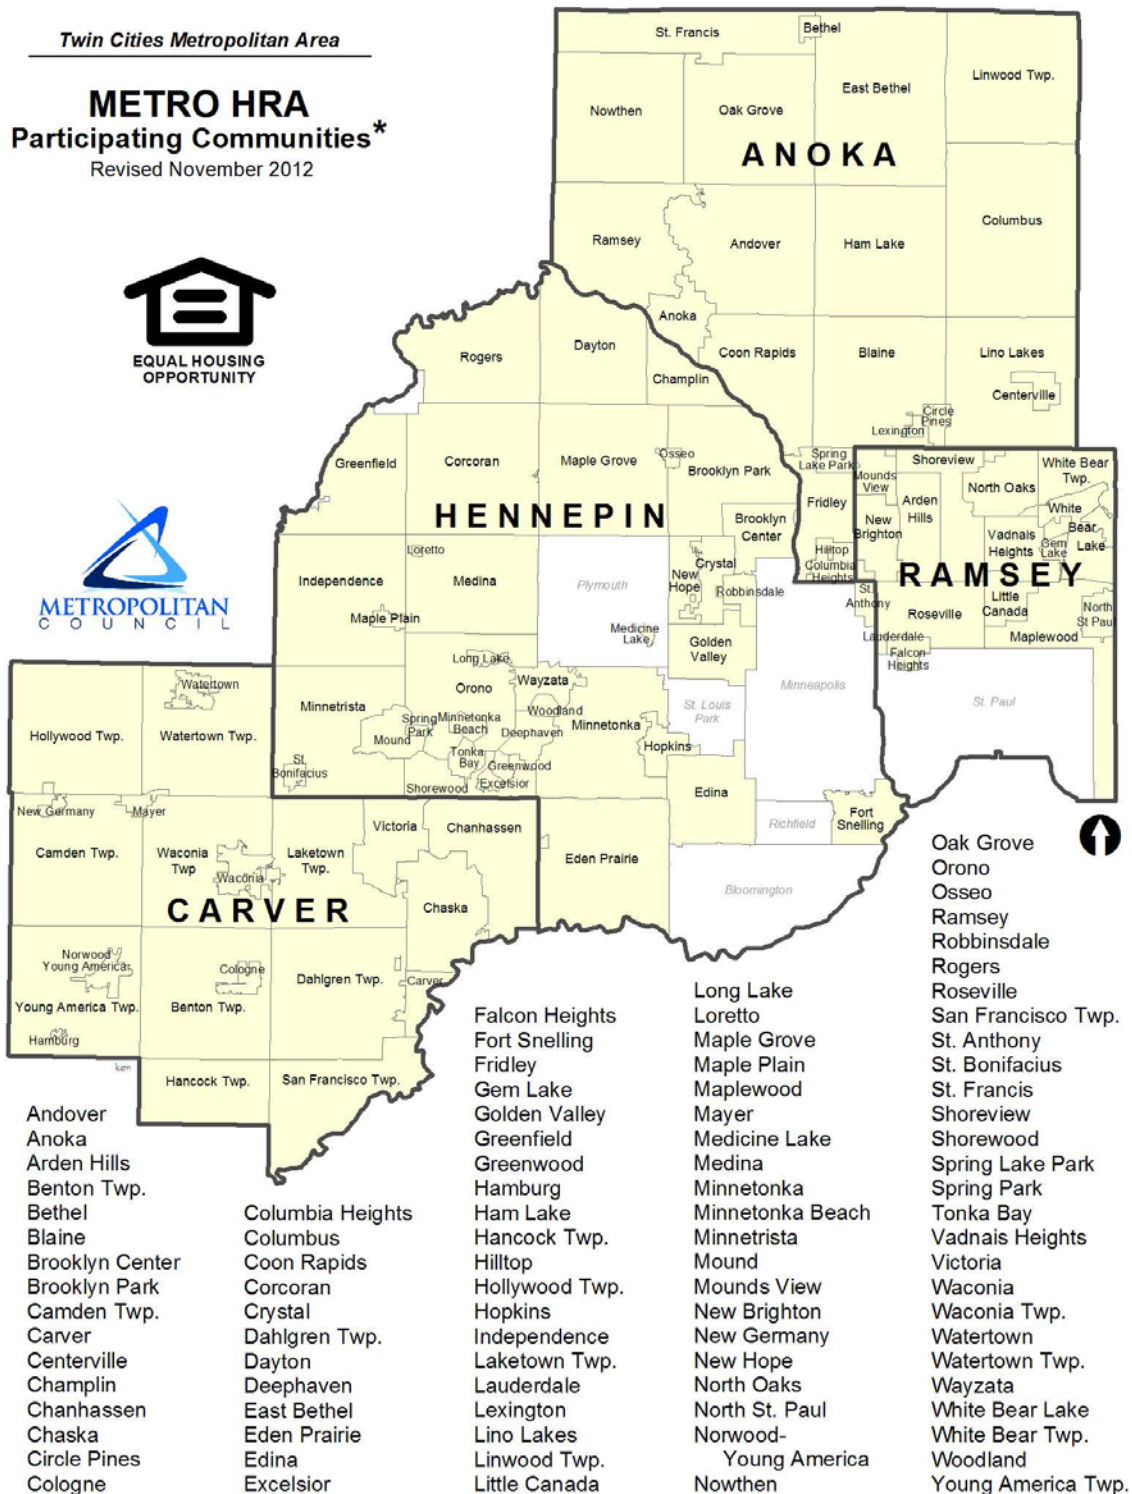 Twin Cities Metropolitan Area
METRO HRA
Participating Communities*
Revised November 2012
EQUAL HOUSING
OPPORTUNITY
METROPOLITAN
COUNCIL
St. Francis
Bethel
Linwood Twp.
East Bethel
Nowthen
Oak Grove
ANOKA
Columbus
Ramsey
Andover
Ham Lake
Anoka
Coon Rapids
Blaine
Lino Lakes
Centerville
Circle
Pines
Lexington
Spring
Lake Park
Fridley
Hilltop
Columbia
Heights
Rogers
Dayton
Champlin
Greenfield
Corcoran
Maple Grove
Osseo
Brooklyn Park
HENNEPIN
Brooklyn
Center
Loretto
Independence
Medina
Plymouth
New
Hope
Crystal
Robbinsdale
Maple Plain
Medicine
Lake
Golden
Valley
Long Lake
Orono
Wayzata
Woodland
Minnetrista
Spring
Park
Minnetonka
Beach
Deephaven
Minnetonka
Mound
Tonka
Bay
Greenwood
Excelsior
Shorewood
St.
Bonifacius
St. Louis
Park
Minneapolis
Hopkins
Edina
Richfield
Fort
Snelling
Eden Prairie
Bloomington
Shoreview
White Bear
Twp.
Mounds
View
Arden
Hills
North Oaks
White
Bear
Lake
New
Brighton
Vadnais
Heights
Gem
Lake
RAMSEY
St.
Anthony
Roseville
Little
Canada
North
St Paul
Lauderdale
Maplewood
Falcon
Heights
St. Paul
Watertown
Hollywood Twp.
Watertown Twp.
New Germany
Mayer
Victoria
Chanhassen
Camden Twp.
Waconia
Twp
Laketown
Twp.
Waconia
CARVER
Chaska
Norwood
Young America
Cologne
Dahlgren Twp.
Carver
Young America Twp.
Benton Twp.
Hamburg
Hancock Twp.
San Francisco Twp.
Andover
Anoka
Arden Hills
Benton Twp.
Bethel
Blaine
Brooklyn Center
Brooklyn Park
Camden Twp.
Carver
Centerville
Champlin
Chanhassen
Chaska
Circle Pines
Cologne
Columbia Heights
Columbus
Coon Rapids
Corcoran
Crystal
Dahlgren Twp.
Dayton
Deephaven
East Bethel
Eden Prairie
Edina
Excelsior
Falcon Heights
Fort Snelling
Fridley
Gem Lake
Golden Valley
Greenfield
Greenwood
Hamburg
Ham Lake
Hancock Twp.
Hilltop
Hollywood Twp.
Hopkins
Independence
Laketown Twp.
Lauderdale
Lexington
Lino Lakes
Linwood Twp.
Little Canada
Long Lake
Loretto
Maple Grove
Maple Plain
Maplewood
Mayer
Medicine Lake
Medina
Minnetonka
Minnetonka Beach
Minnetrista
Mound
Mounds View
New Brighton
New Germany
New Hope
North Oaks
North St. Paul
Norwood-
Young America
Nowthen
Oak Grove
Orono
Osseo
Ramsey
Robbinsdale
Rogers
Roseville
San Francisco Twp.
St. Anthony
St. Bonifacius
St. Francis
Shoreview
Shorewood
Spring Lake Park
Spring Park
Tonka Bay
Vadnais Heights
Victoria
Waconia
Waconia Twp.
Watertown
Watertown Twp.
Wayzata
White Bear Lake
White Bear Twp.
Woodland
Young America Twp.